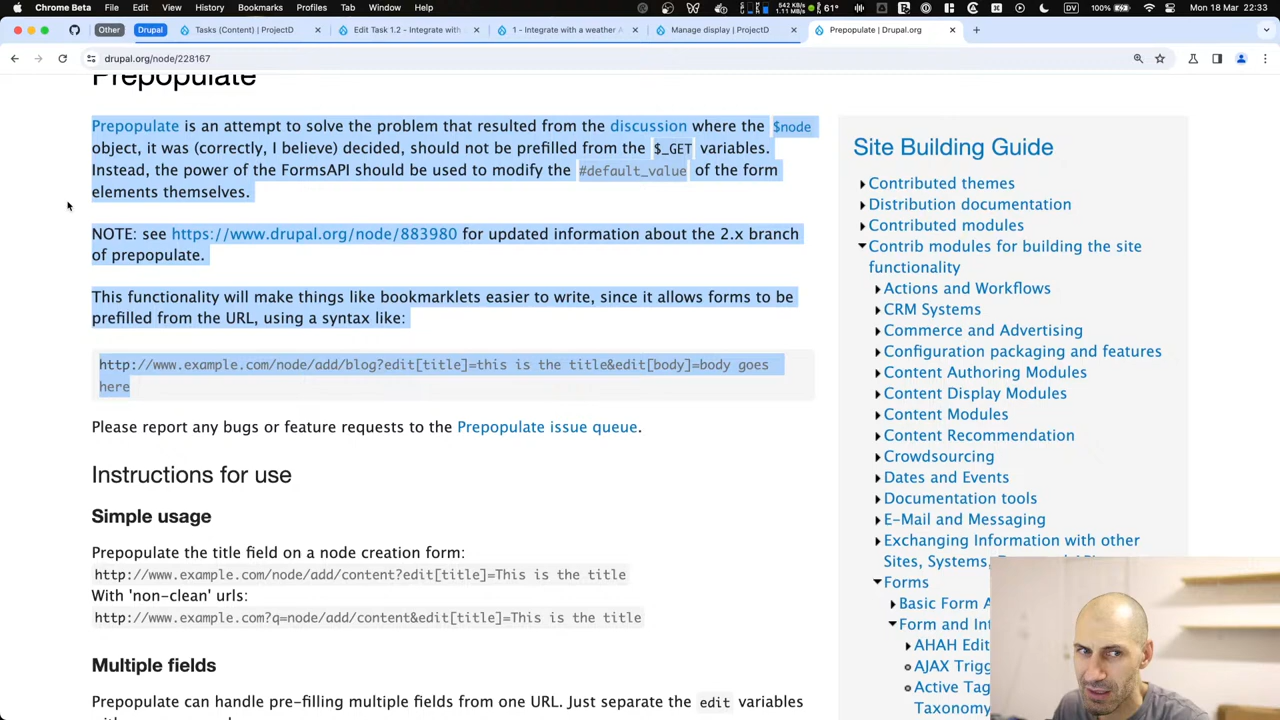 Chrome Beta File Edit View History Bookmarks Profiles Tab Window Help 542 KB/s 7.11 MB/s 61° DV 100% Mon 18 Mar 22:33
Other Drupal Tasks (Content) | ProjectD Edit Task 1.2 - Integrate with 1 - Integrate with a weather A Manage display | ProjectD Prepopulate | Drupal.org
drupal.org/node/228167
Prepopulate
Prepopulate is an attempt to solve the problem that resulted from the discussion where the $node
object, it was (correctly, I believe) decided, should not be prefilled from the $_GET variables.
Instead, the power of the FormsAPI should be used to modify the #default_value of the form
elements themselves.
NOTE: see https://www.drupal.org/node/883980 for updated information about the 2.x branch
of prepopulate.
This functionality will make things like bookmarklets easier to write, since it allows forms to be
prefilled from the URL, using a syntax like:
http://www.example.com/node/add/blog?edit[title]=this is the title&edit[body]=body goes
here
Please report any bugs or feature requests to the Prepopulate issue queue.
Instructions for use
Simple usage
Prepopulate the title field on a node creation form:
http://www.example.com/node/add/content?edit[title]=This is the title
With 'non-clean' urls:
http://www.example.com?q=node/add/content&edit[title]=This is the title
Multiple fields
Prepopulate can handle pre-filling multiple fields from one URL. Just separate the edit variables
Site Building Guide
Contributed themes
Distribution documentation
Contributed modules
Contrib modules for building the site
functionality
Actions and Workflows
CRM Systems
Commerce and Advertising
Configuration packaging and features
Content Authoring Modules
Content Display Modules
Content Modules
Content Recommendation
Crowdsourcing
Dates and Events
Documentation tools
E-Mail and Messaging
Exchanging Information with other
Sites, Systems,
Forms
Basic Form A
Form and Int
AHAH Edit
AJAX Trigg
Active Tag
Taxonomy